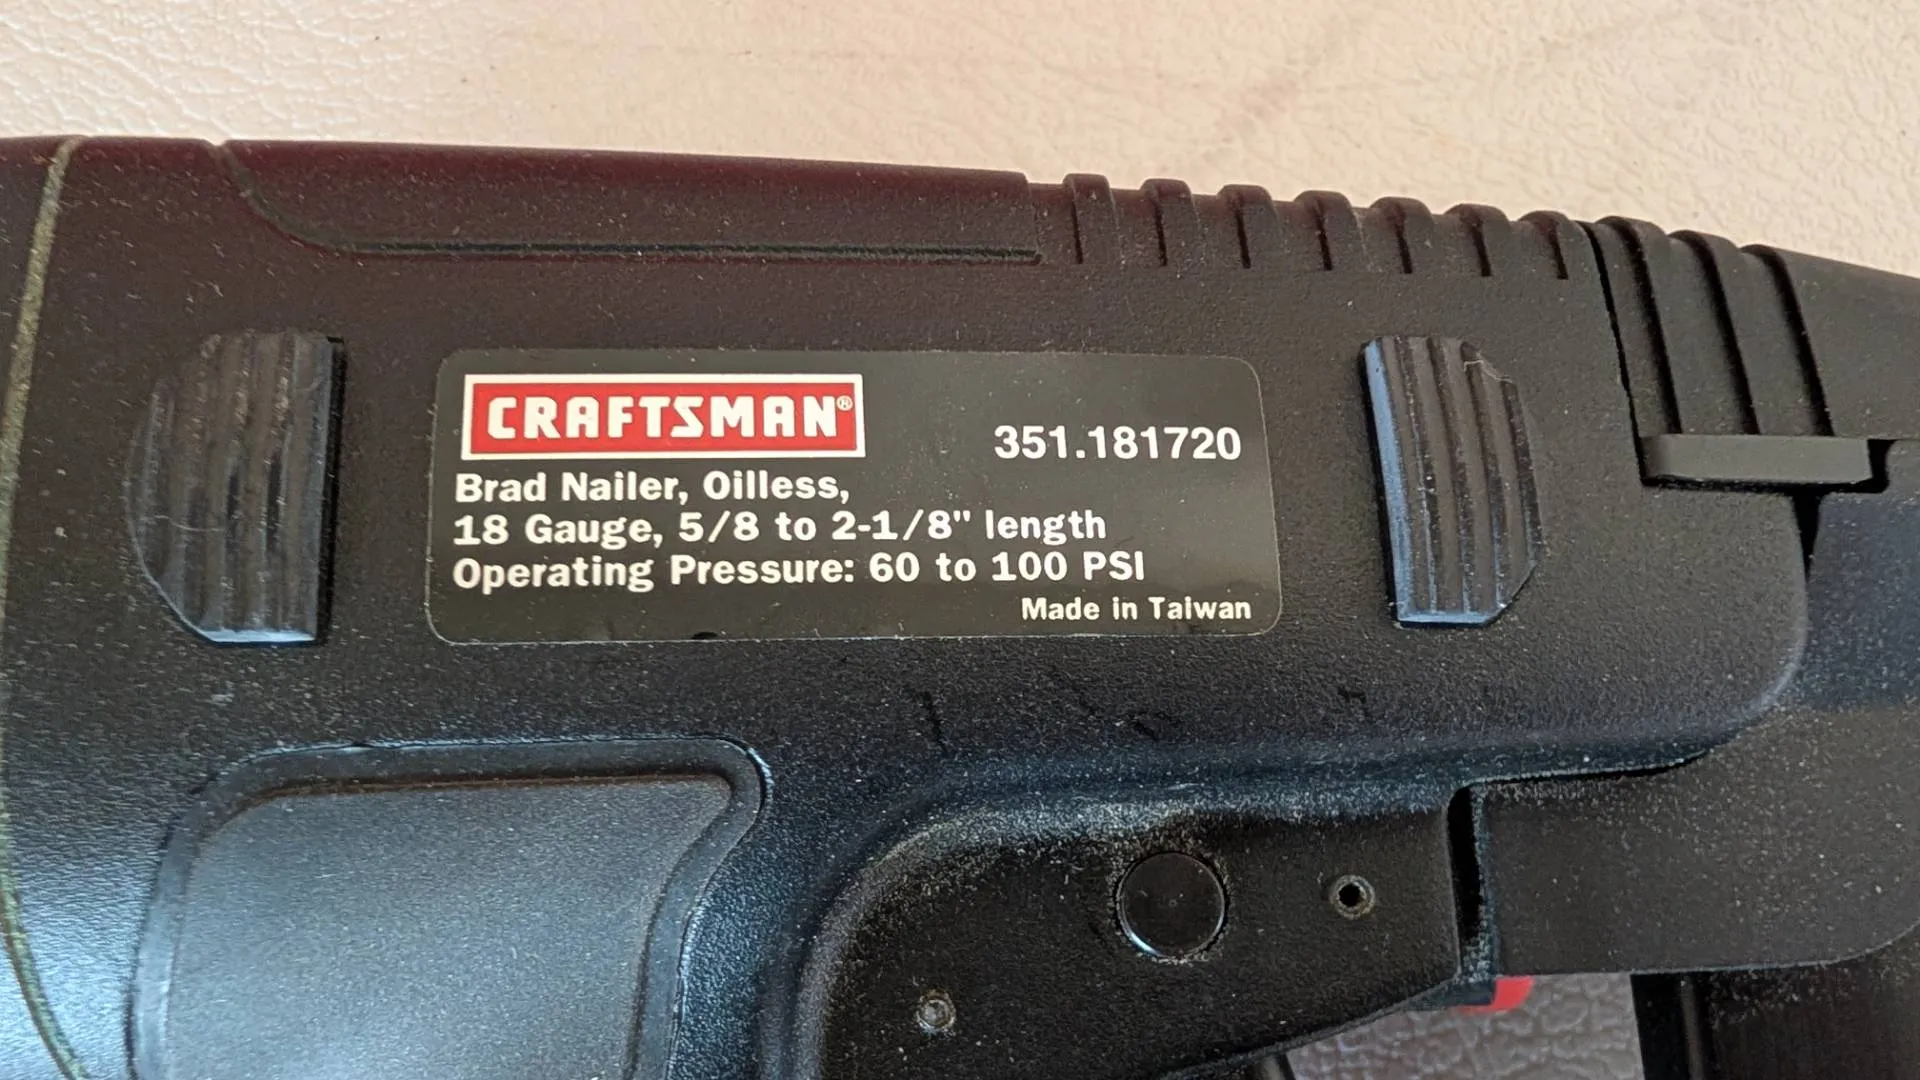 CRAFTSMAN®
351.181720
Brad Nailer, Oilless,
18 Gauge, 5/8 to 2-1/8" length
Operating Pressure: 60 to 100 PSI
Made in Taiwan